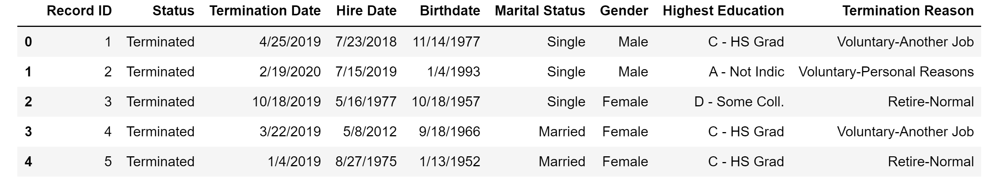 Record ID Status Termination Date Hire Date Birthdate Marital Status Gender Highest Education Termination Reason
0 1 Terminated 4/25/2019 7/23/2018 11/14/1977 Single Male C - HS Grad Voluntary-Another Job
1 2 Terminated 2/19/2020 7/15/2019 1/4/1993 Single Male A - Not Indic Voluntary-Personal Reasons
2 3 Terminated 10/18/2019 5/16/1977 10/18/1957 Single Female D - Some Coll. Retire-Normal
3 4 Terminated 3/22/2019 5/8/2012 9/18/1966 Married Female C - HS Grad Voluntary-Another Job
4 5 Terminated 1/4/2019 8/27/1975 1/13/1952 Married Female C - HS Grad Retire-Normal